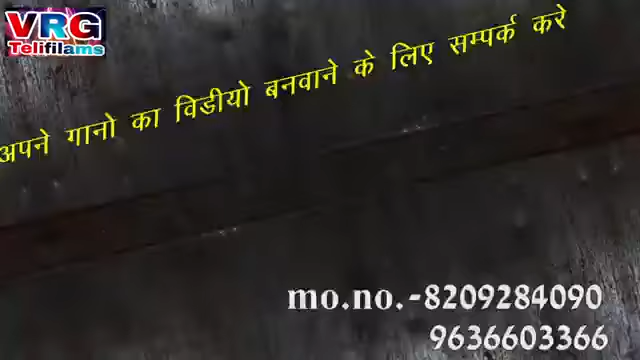 VRG
Telifilams
अपने गानो का विडीयो बनवाने के लिए सम्पर्क करे
mo.no.-8209284090
9636603366